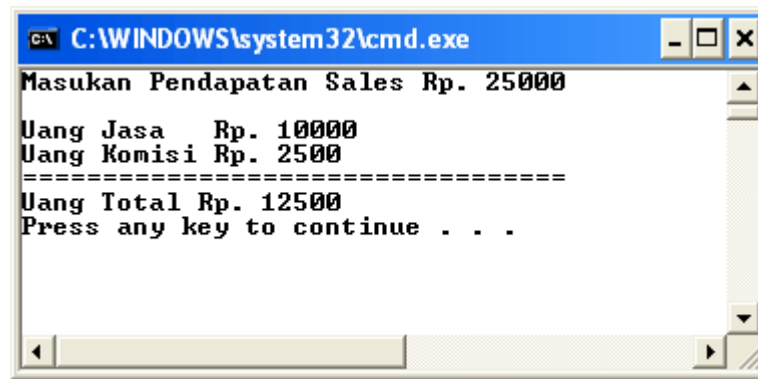 C:\WINDOWS\system32\cmd.exe
Masukan Pendapatan Sales Rp. 25000
Uang Jasa   Rp. 10000
Uang Komisi Rp. 2500
==================================
Uang Total Rp. 12500
Press any key to continue . . .